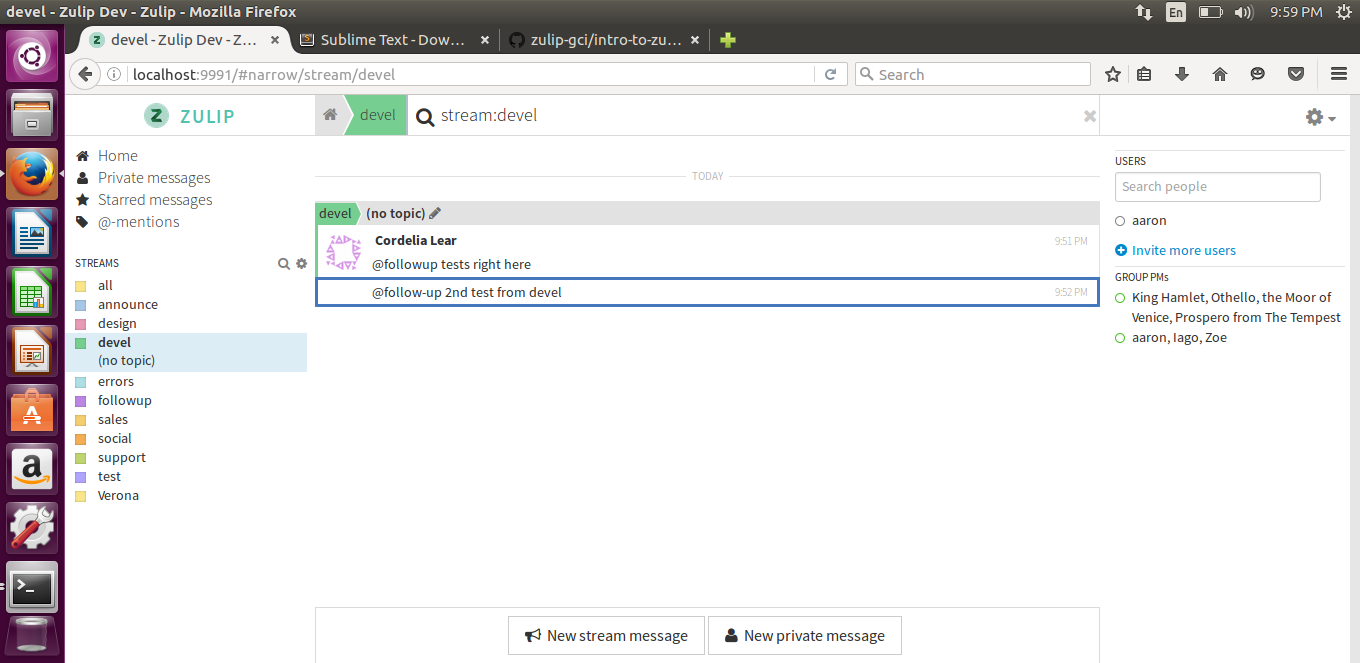 devel - Zulip Dev - Zulip - Mozilla Firefox
En
9:59 PM
devel - Zulip Dev - Z...
Sublime Text - Dow...
zulip-gci/intro-to-zu...
localhost:9991/#narrow/stream/devel
Search
ZULIP
devel
stream:devel
Home
Private messages
Starred messages
@-mentions
STREAMS
all
announce
design
devel
(no topic)
errors
followup
sales
social
support
test
Verona
TODAY
devel (no topic)
Cordelia Lear 9:51 PM
@followup tests right here
@follow-up 2nd test from devel 9:52 PM
New stream message
New private message
USERS
Search people
aaron
Invite more users
GROUP PMs
King Hamlet, Othello, the Moor of
Venice, Prospero from The Tempest
aaron, Iago, Zoe